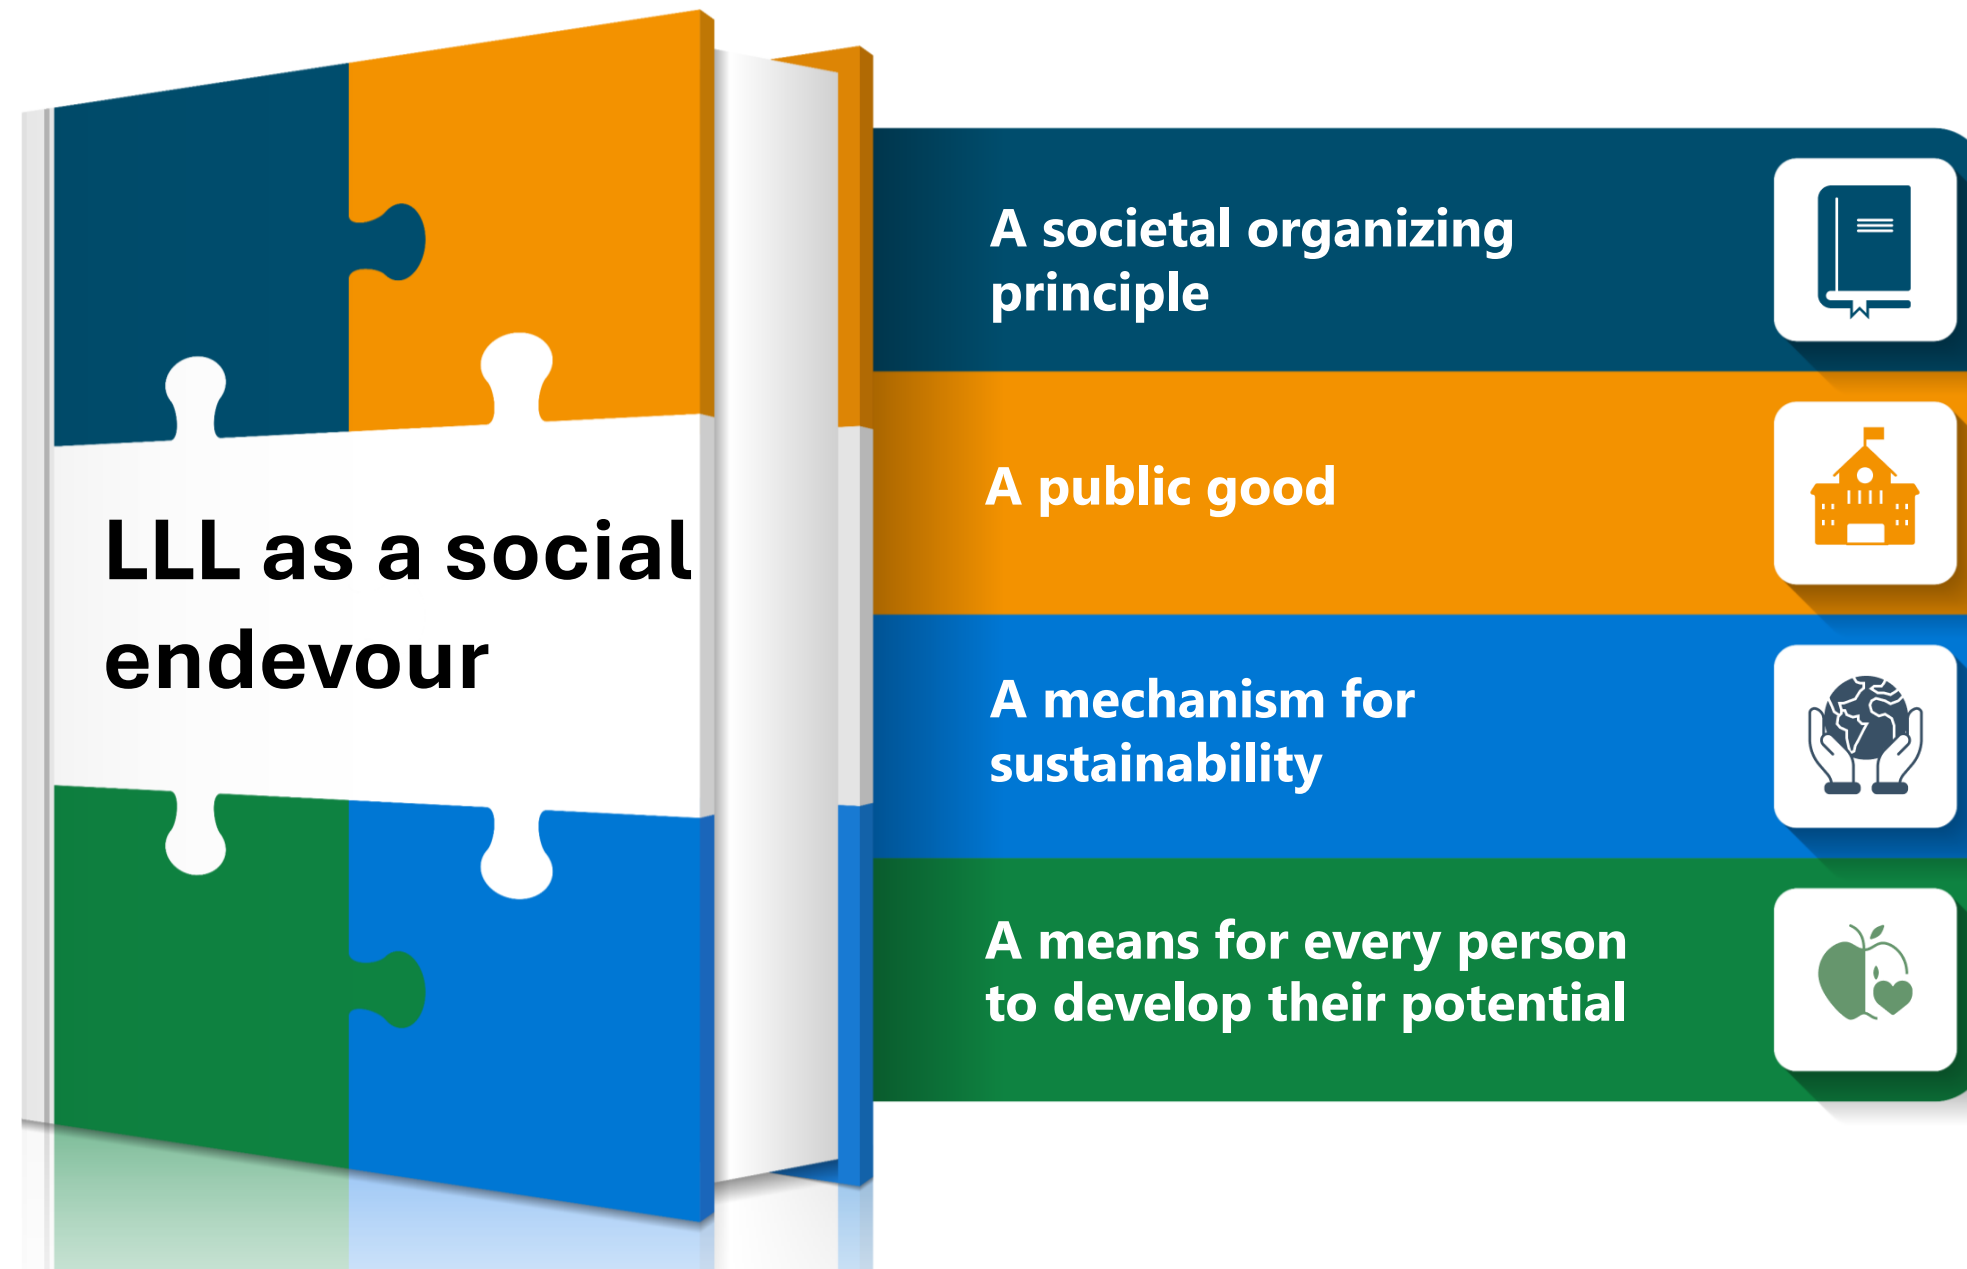 LLL as a social
endevour
A societal organizing
principle
A public good
A mechanism for
sustainability
A means for every person
to develop their potential